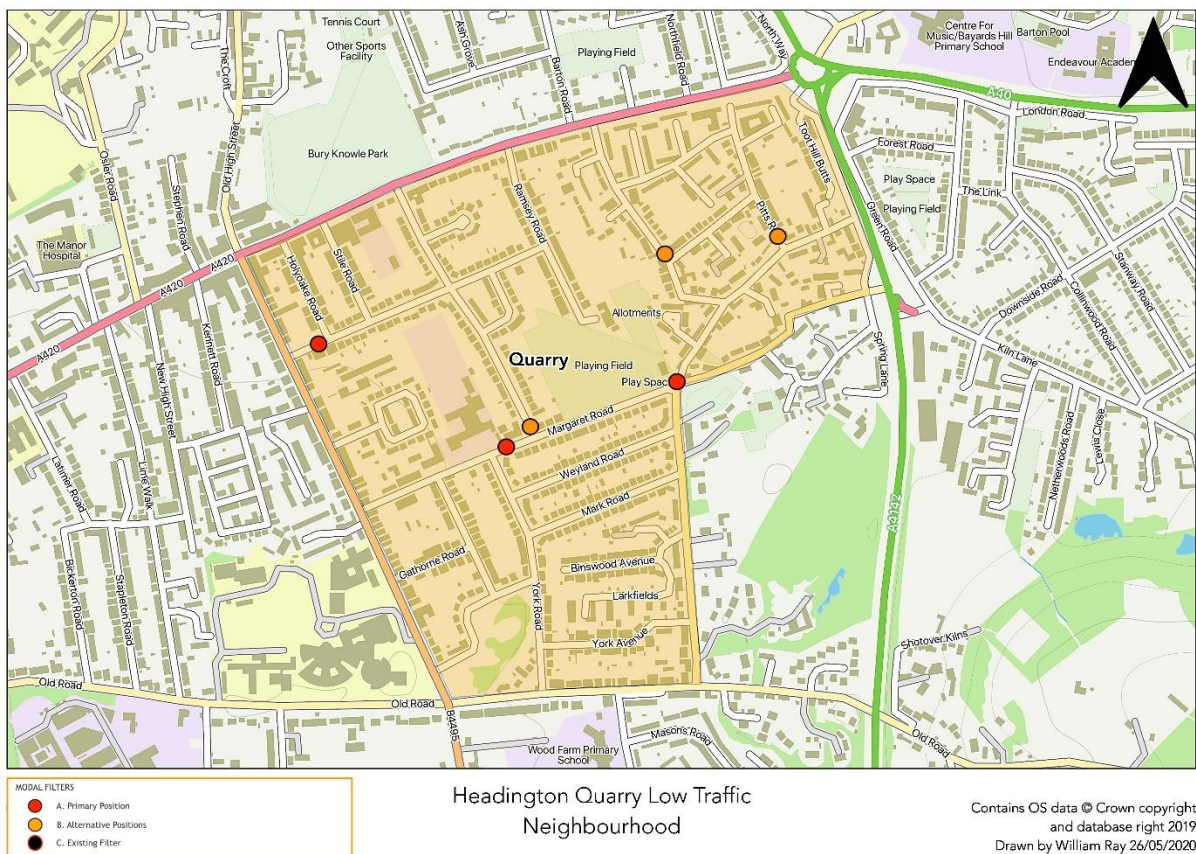 Tennis Court
Other Sports
Facility
The Croft
Ash Grove
Barton Road
Playing Field
Northfield Road
North Way
Centre For
Music/Bayards Hill
Primary School
Barton Pool
Endeavour Academ
A40
London Road
Osler Road
Stephen Road
Old High Street
Bury Knowle Park
Toot Hill Butts
Forest Road
Play Space
The Link
Playing Field
Green Road
Stanway Road
Collinwood Road
Downside Road
The Manor
Hospital
A420
A420
A420
Holyoake Road
Stile Road
Ramsey Road
Pitts R
Allotments
Quarry
Playing Field
Play Spac
Spring Lane
Kiln Lane
Kennett Road
New High Street
Lime Walk
Latimer Road
Margaret Road
Weyland Road
Mark Road
Netherwoods Road
Lewis Close
A4142
Gathorne Road
Binswood Avenue
Larkfields
York Road
York Avenue
Bickerton Road
Stapleton Road
Shotover Kilns
Old Road
Old Road
B4495
Old Road
Wood Farm Primary
School
Masons Road
MODAL FILTERS
A. Primary Position
B. Alternative Positions
C. Existing Filter
Headington Quarry Low Traffic
Neighbourhood
Contains OS data © Crown copyright
and database right 2019
Drawn by William Ray 26/05/2020